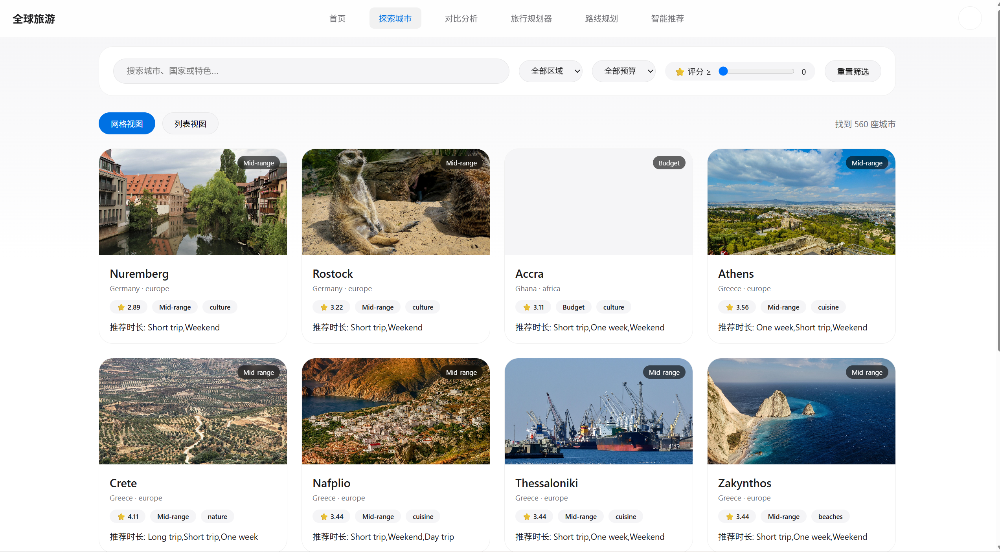 全球旅游
首页
探索城市
对比分析
旅行规划器
路线规划
智能推荐
搜索城市、国家或特色...
全部区域
全部预算
⭐ 评分 ≥
0
重置筛选
网格视图
列表视图
找到 560 座城市
Mid-range
Nuremberg
Germany · europe
⭐ 2.89
Mid-range
culture
推荐时长: Short trip,Weekend
Mid-range
Rostock
Germany · europe
⭐ 3.22
Mid-range
culture
推荐时长: Short trip,Weekend
Budget
Accra
Ghana · africa
⭐ 3.11
Budget
culture
推荐时长: Short trip,One week,Weekend
Mid-range
Athens
Greece · europe
⭐ 3.56
Mid-range
cuisine
推荐时长: One week,Short trip,Weekend
Mid-range
Crete
Greece · europe
⭐ 4.11
Mid-range
nature
推荐时长: Long trip,Short trip,One week
Mid-range
Nafplio
Greece · europe
⭐ 3.44
Mid-range
cuisine
推荐时长: Short trip,Weekend,Day trip
Mid-range
Thessaloniki
Greece · europe
⭐ 3.44
Mid-range
cuisine
推荐时长: Short trip,One week,Weekend
Mid-range
Zakynthos
Greece · europe
⭐ 3.44
Mid-range
beaches
推荐时长: Short trip,One week,Weekend